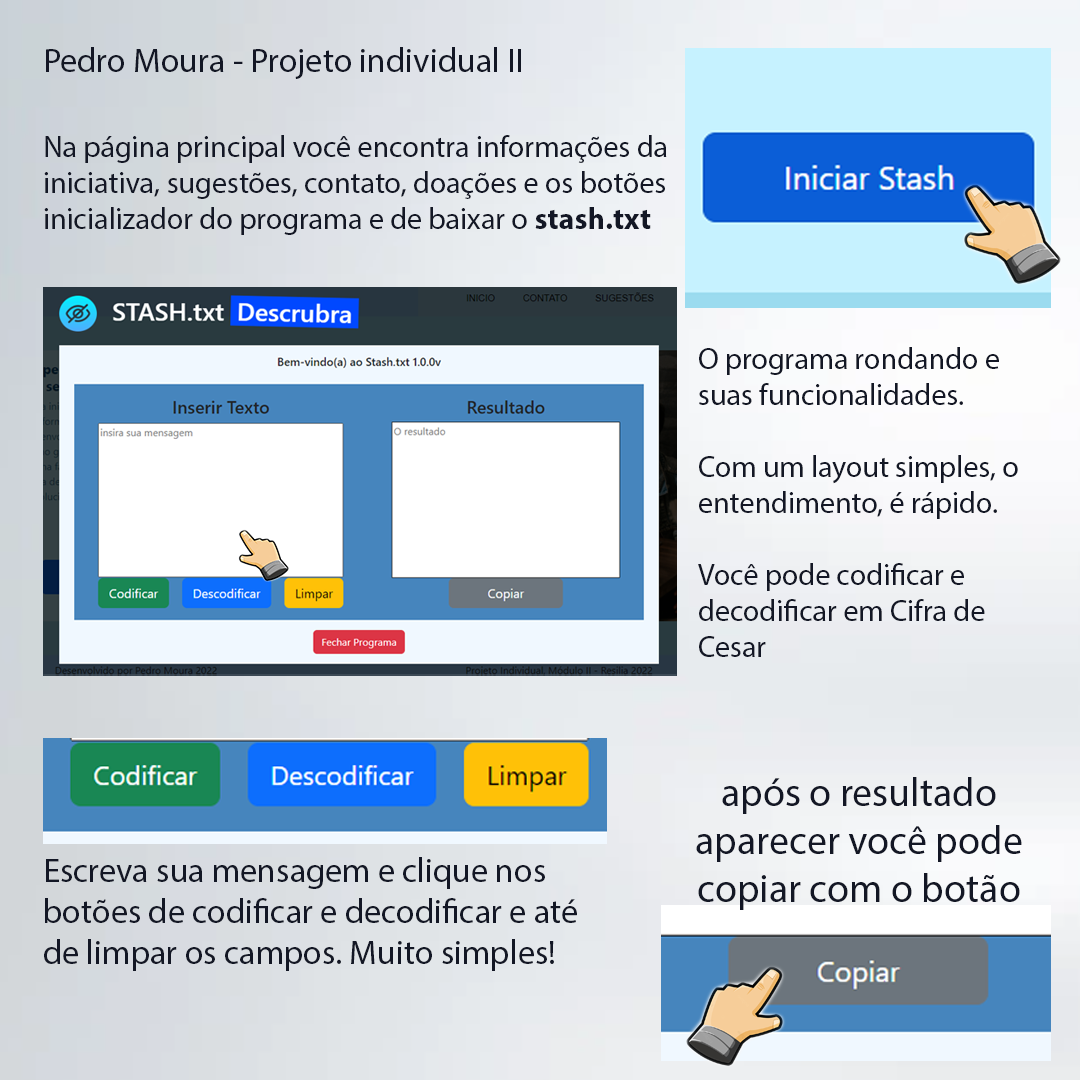 Pedro Moura - Projeto individual II
Na página principal você encontra informações da
iniciativa, sugestões, contato, doações e os botões
inicializador do programa e de baixar o stash.txt
Iniciar Stash
STASH.txt Descrubra
INICIO CONTATO SUGESTÕES
Bem-vindo(a) ao Stash.txt 1.0.0v
Inserir Texto
Resultado
insira sua mensagem
O resultado
Codificar
Descodificar
Limpar
Copiar
Fechar Programa
Desenvolvido por Pedro Moura 2022
Projeto Individual, Módulo II - Resilia 2022
O programa rondando e
suas funcionalidades.
Com um layout simples, o
entendimento, é rápido.
Você pode codificar e
decodificar em Cifra de
Cesar
Codificar
Descodificar
Limpar
Escreva sua mensagem e clique nos
botões de codificar e decodificar e até
de limpar os campos. Muito simples!
após o resultado
aparecer você pode
copiar com o botão
Copiar